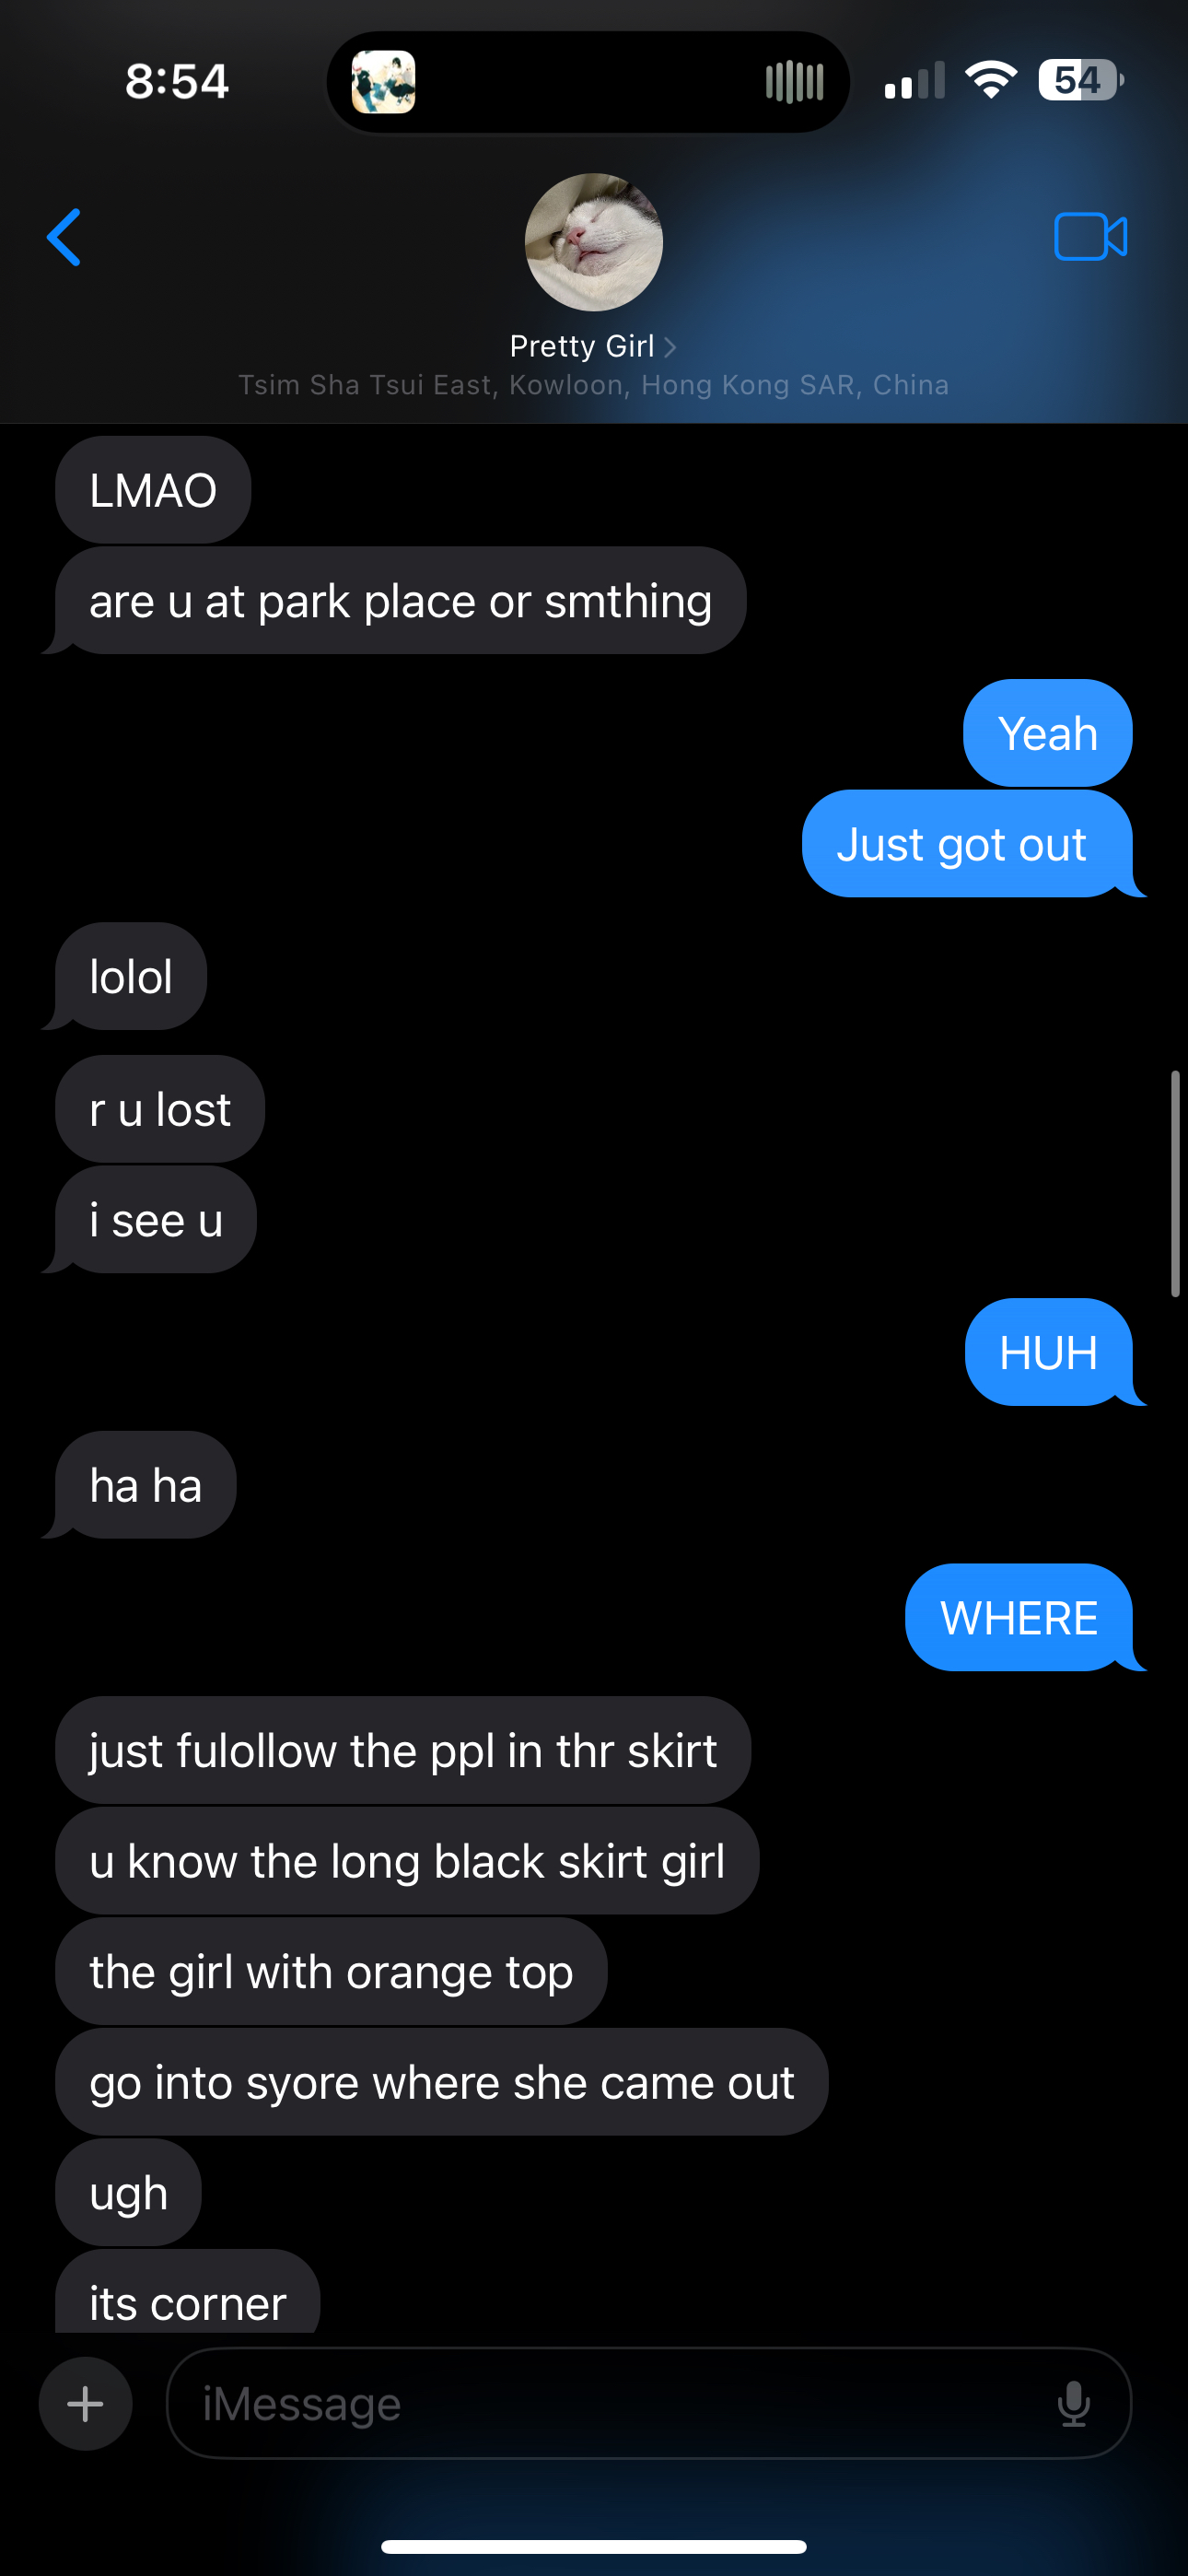 8:54
54
Pretty Girl
Tsim Sha Tsui East, Kowloon, Hong Kong SAR, China
LMAO
are u at park place or smthing
Yeah
Just got out
lolol
r u lost
i see u
HUH
ha ha
WHERE
just fulollow the ppl in thr skirt
u know the long black skirt girl
the girl with orange top
go into syore where she came out
ugh
its corner
iMessage